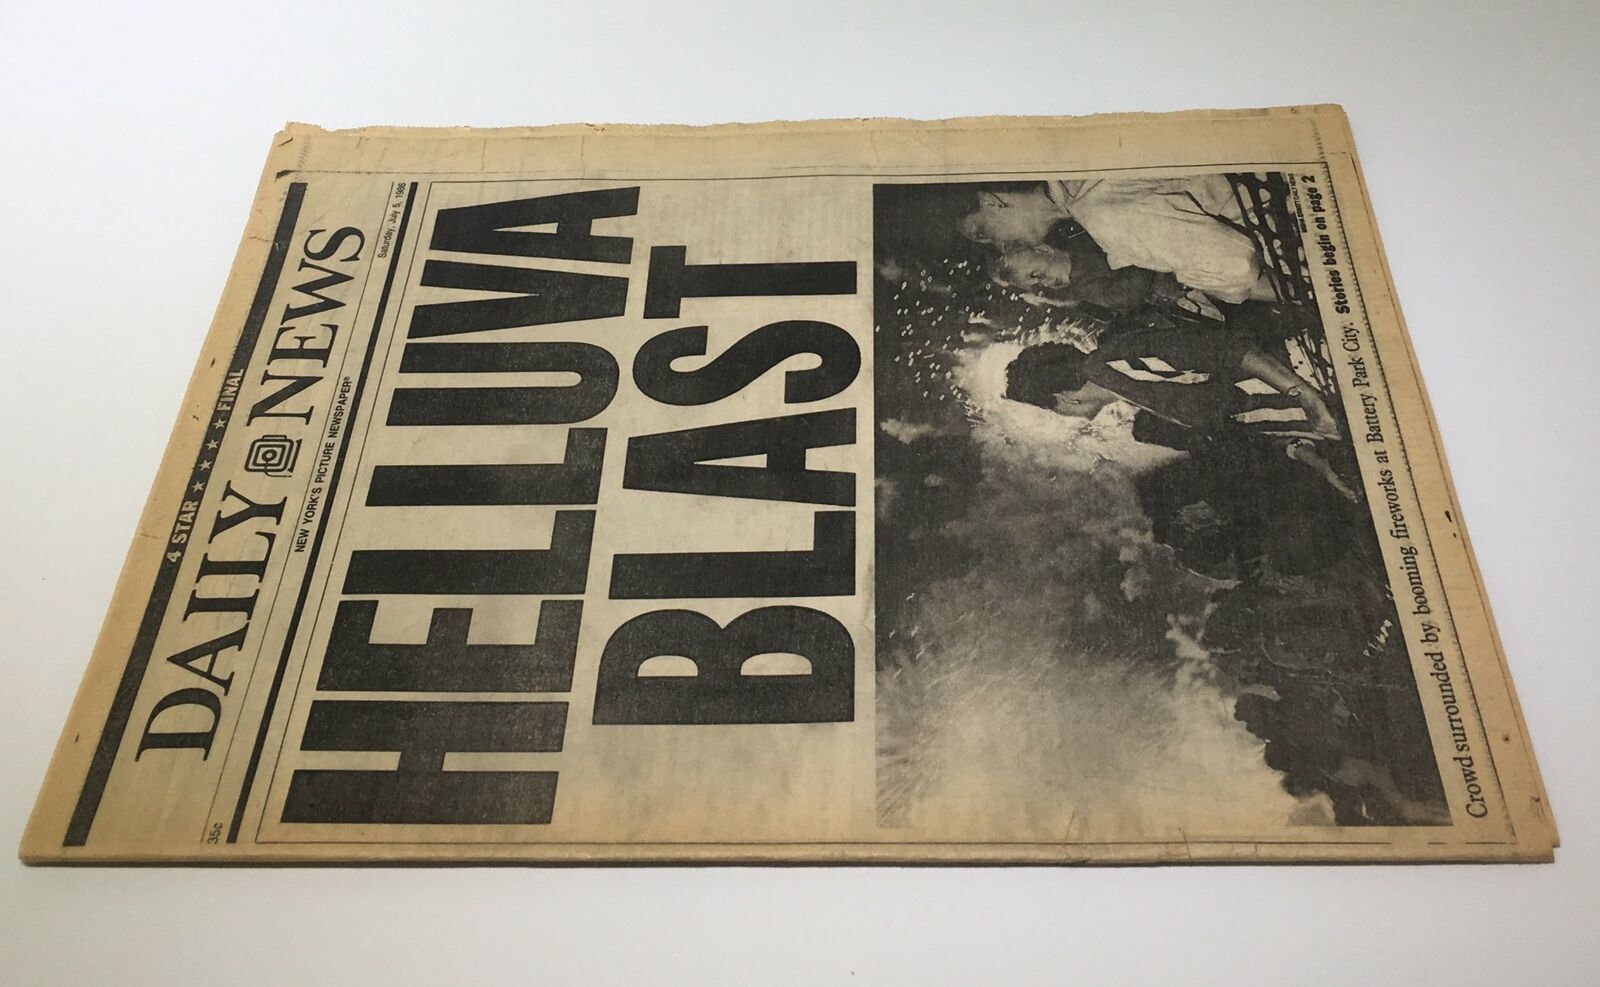 4 STAR ★ ★ ★ ★ FINAL
DAILY NEWS
NEW YORK'S PICTURE NEWSPAPER®
35¢
Saturday, July 5, 1986
HELLUVA
BLAST
Crowd surrounded by booming fireworks at Battery Park City. Stories begin on page 2